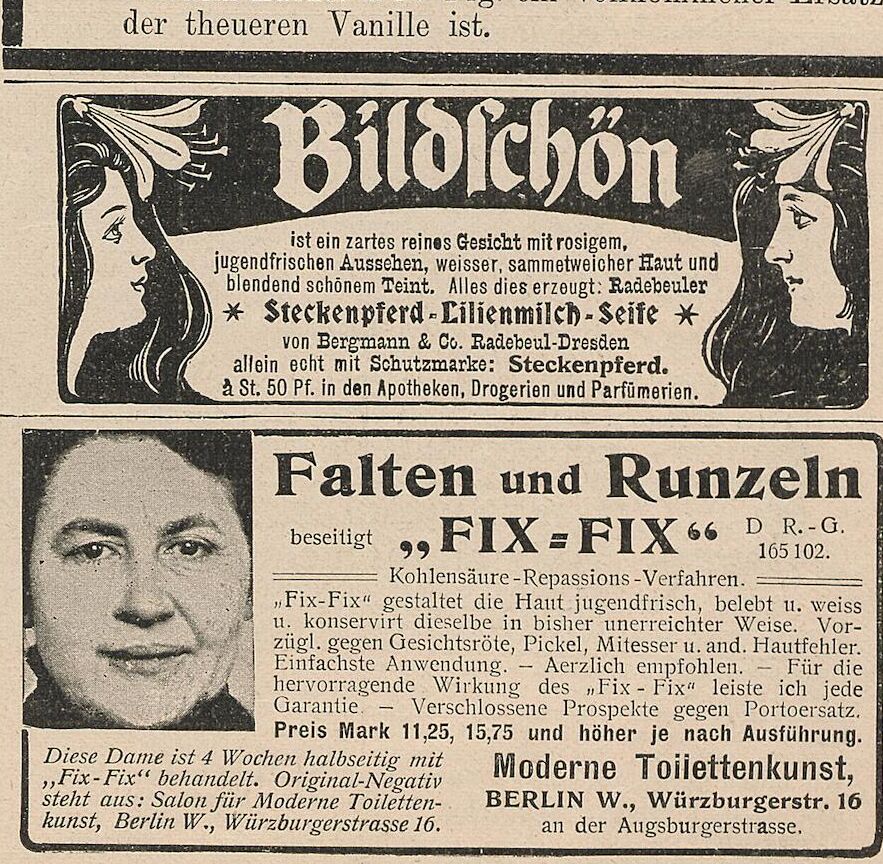 der theueren Vanille ist.
Bildschön
ist ein zartes reines Gesicht mit rosigem,
jugendfrischen Aussehen, weisser, sammetweicher Haut und
blendend schönem Teint. Alles dies erzeugt: Radebeuler
* Steckenpferd-Lilienmilch-Seife *
von Bergmann & Co. Radebeul-Dresden
allein echt mit Schutzmarke: Steckenpferd.
à St. 50 Pf. in den Apotheken, Drogerien und Parfümerien.
Falten und Runzeln
beseitigt „FIX=FIX“ D R.-G. 165 102.
Kohlensäure-Repassions-Verfahren.
„Fix-Fix“ gestaltet die Haut jugendfrisch, belebt u. weiss
u. konservirt dieselbe in bisher unerreichter Weise. Vor-
zügl. gegen Gesichtsröte, Pickel, Mitesser u. and. Hautfehler.
Einfachste Anwendung. — Aerzlich empfohlen. — Für die
hervorragende Wirkung des „Fix-Fix“ leiste ich jede
Garantie. — Verschlossene Prospekte gegen Portoersatz.
Preis Mark 11,25, 15,75 und höher je nach Ausführung.
Diese Dame ist 4 Wochen halbseitig mit
„Fix-Fix“ behandelt. Original-Negativ
steht aus: Salon für Moderne Toiletten-
kunst, Berlin W., Würzburgerstrasse 16.
Moderne Toilettenkunst,
BERLIN W., Würzburgerstr. 16
an der Augsburgerstrasse.